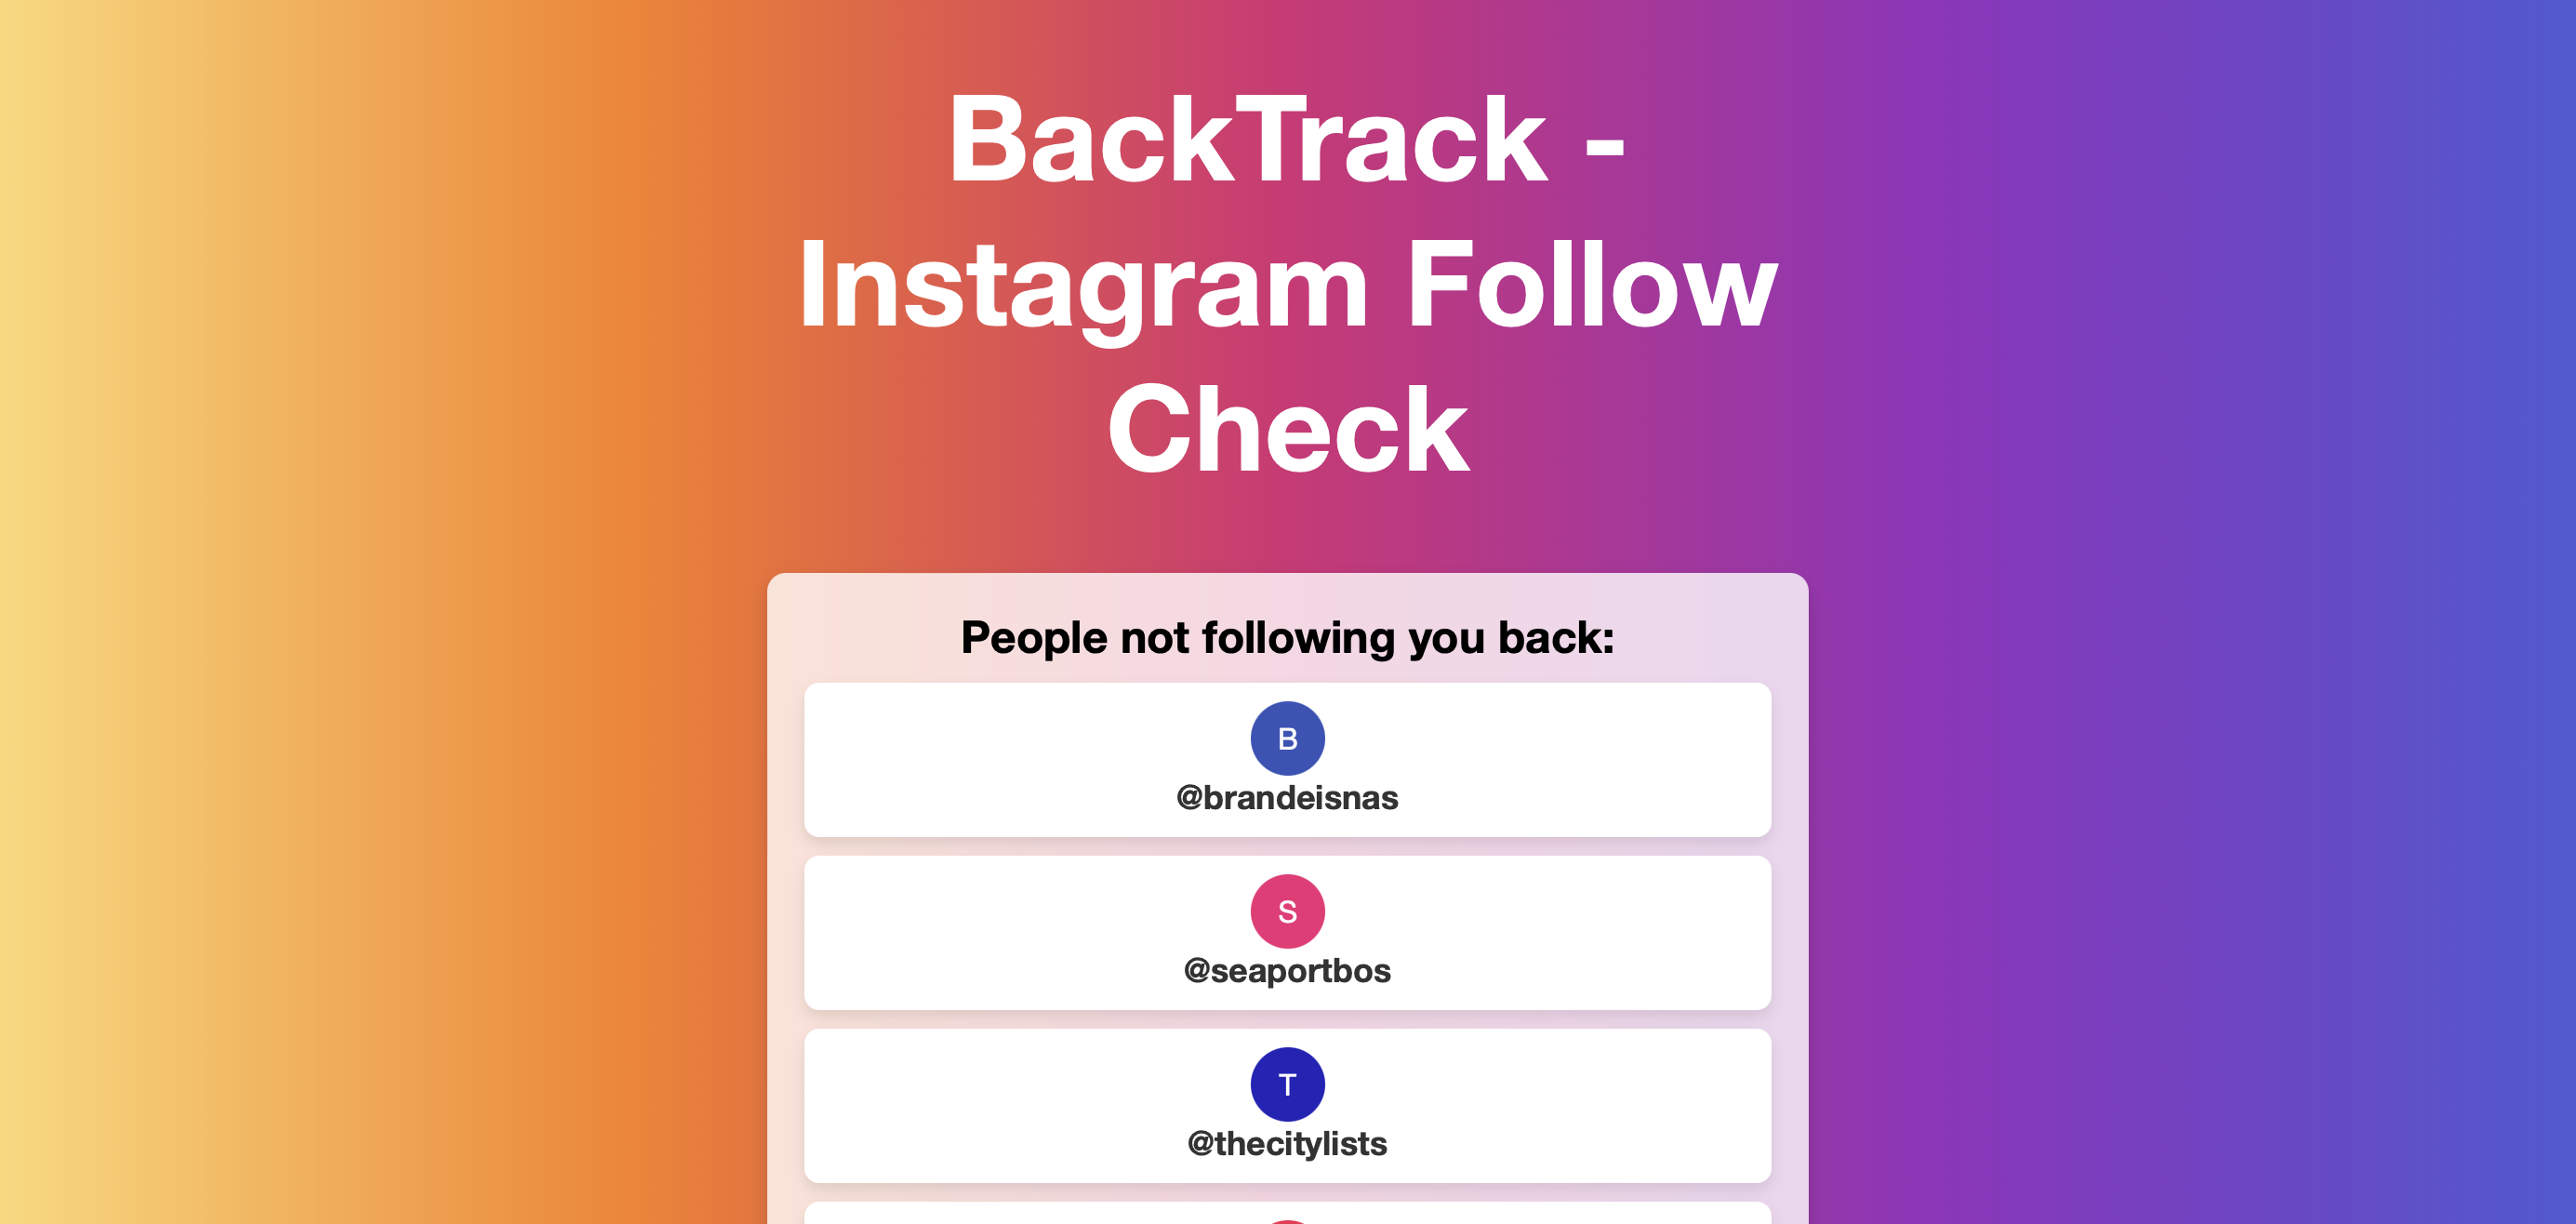 BackTrack -
Instagram Follow
Check
People not following you back:
B
@brandeisnas
S
@seaportbos
T
@thecitylists